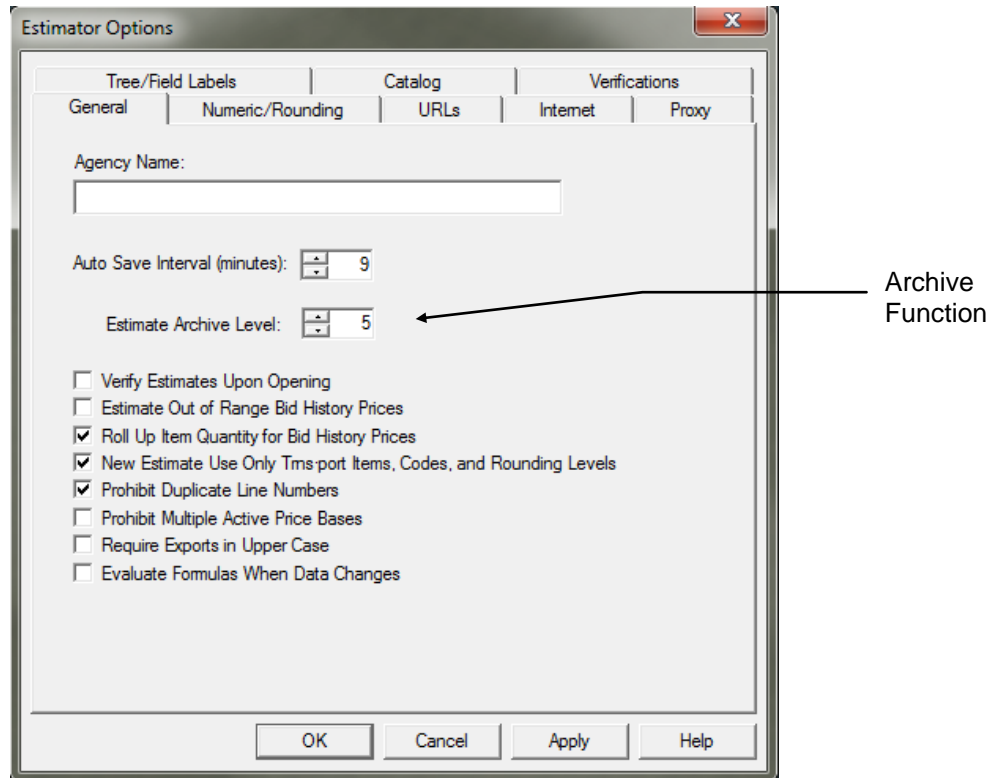 Estimator Options
Tree/Field Labels Catalog Verifications
General Numeric/Rounding URLs Internet Proxy
Agency Name:
Auto Save Interval (minutes): 9
Estimate Archive Level: 5
Archive
Function
Verify Estimates Upon Opening
Estimate Out of Range Bid History Prices
Roll Up Item Quantity for Bid History Prices
New Estimate Use Only Trns·port Items, Codes, and Rounding Levels
Prohibit Duplicate Line Numbers
Prohibit Multiple Active Price Bases
Require Exports in Upper Case
Evaluate Formulas When Data Changes
OK Cancel Apply Help